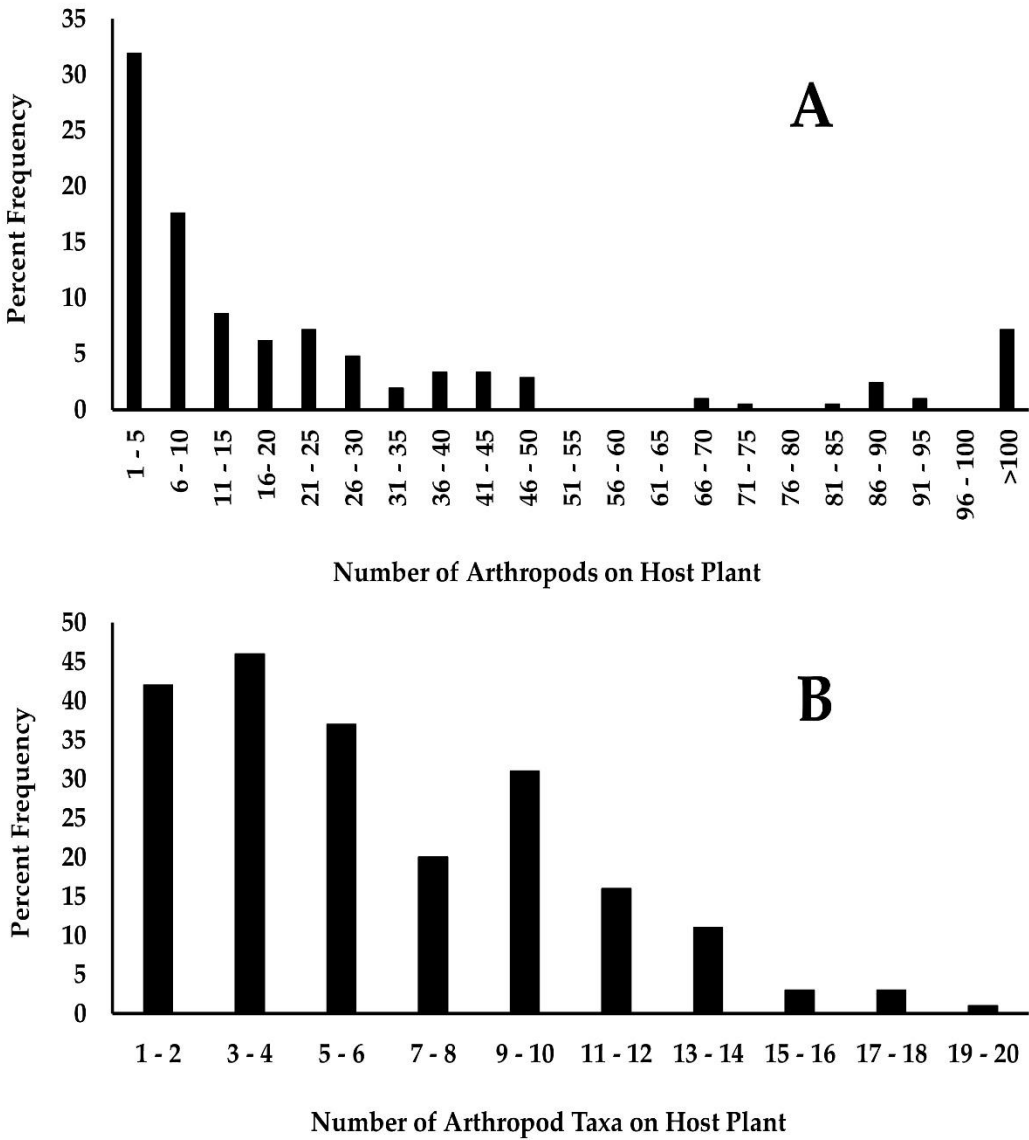 35
30
25
20
15
10
5
0
Percent Frequency
A
1 - 5
6 - 10
11 - 15
16- 20
21 - 25
26 - 30
31 - 35
36 - 40
41 - 45
46 - 50
51 - 55
56 - 60
61 - 65
66 - 70
71 - 75
76 - 80
81 - 85
86 - 90
91 - 95
96 - 100
>100
Number of Arthropods on Host Plant
50
45
40
35
30
25
20
15
10
5
0
Percent Frequency
B
1 - 2 3 - 4 5 - 6 7 - 8 9 - 10 11 - 12 13 - 14 15 - 16 17 - 18 19 - 20
Number of Arthropod Taxa on Host Plant